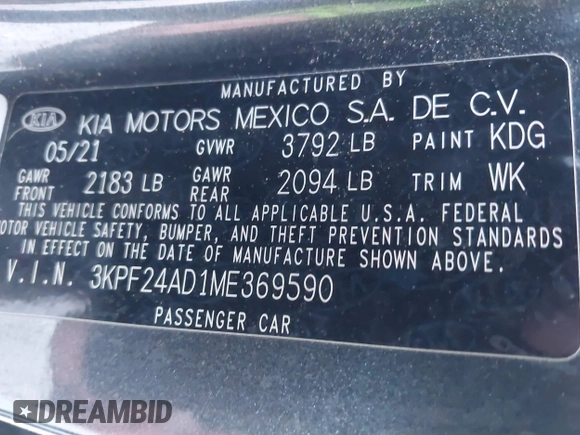 MANUFACTURED BY
KIA KIA MOTORS MEXICO S.A. DE C.V.
05/21 GVWR 3792 LB PAINT KDG
GAWR FRONT 2183 LB GAWR REAR 2094 LB TRIM WK
THIS VEHICLE CONFORMS TO ALL APPLICABLE U.S.A. FEDERAL
MOTOR VEHICLE SAFETY, BUMPER, AND THEFT PREVENTION STANDARDS
IN EFFECT ON THE DATE OF MANUFACTURE SHOWN ABOVE.
V.I.N. 3KPF24AD1ME369590
PASSENGER CAR
DREAMBID